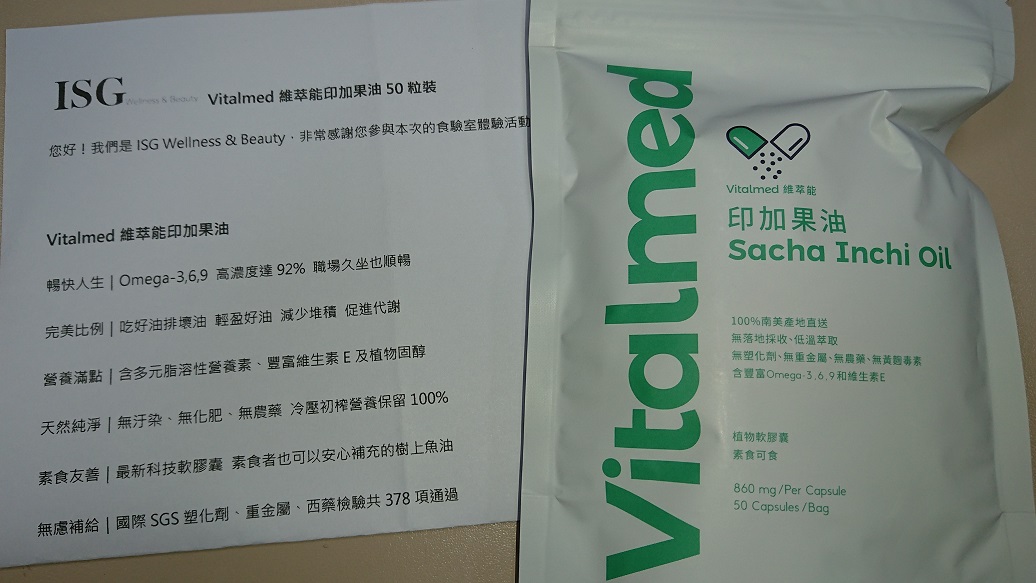 ISG
Wellness & Beauty
Vitalmed 維萃能印加果油 50 粒裝
您好!我們是 ISG Wellness & Beauty,非常感謝您參與本次的食驗室體驗活動
Vitalmed 維萃能印加果油
暢快人生|Omega-3,6,9 高濃度達 92% 職場久坐也順暢
完美比例|吃好油排壞油 輕盈好油 減少堆積 促進代謝
營養滿點|含多元脂溶性營養素、豐富維生素 E 及植物固醇
天然純淨|無汙染、無化肥、無農藥 冷壓初榨營養保留 100%
素食友善|最新科技軟膠囊 素食者也可以安心補充的樹上魚油
無慮補給|國際 SGS 塑化劑、重金屬、西藥檢驗共 378 項通過
Vitalmed
Vitalmed 維萃能
印加果油
Sacha Inchi Oil
100%南美產地直送
無落地採收、低溫萃取
無塑化劑、無重金屬、無農藥、無黃麴毒素
含豐富Omega-3,6,9和維生素E
植物軟膠囊
素食可食
860 mg/Per Capsule
50 Capsules/Bag